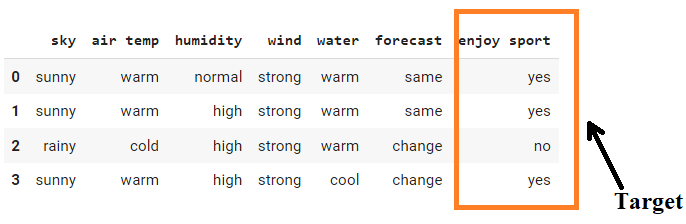 sky air temp humidity wind water forecast enjoy sport
0 sunny warm normal strong warm same yes
1 sunny warm high strong warm same yes
2 rainy cold high strong warm change no
3 sunny warm high strong cool change yes
Target